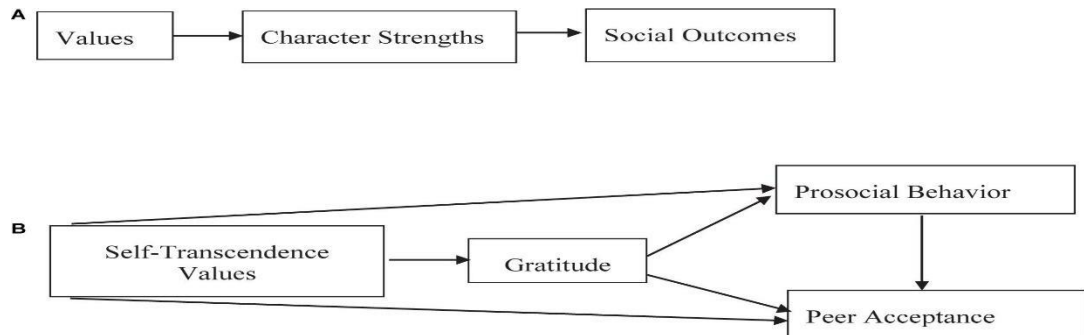 A
Values
Character Strengths
Social Outcomes
B
Self-Transcendence
Values
Gratitude
Prosocial Behavior
Peer Acceptance